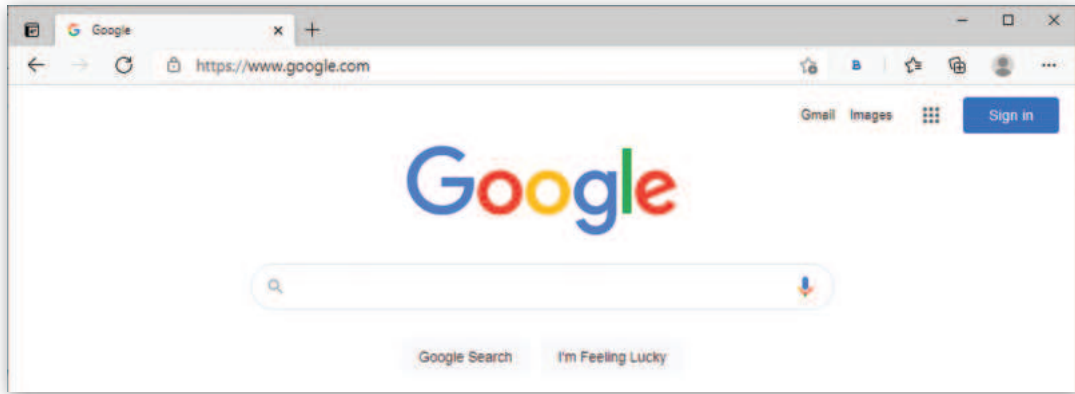 Google
https://www.google.com
B
Gmail Images Sign in
Google
Google Search I'm Feeling Lucky